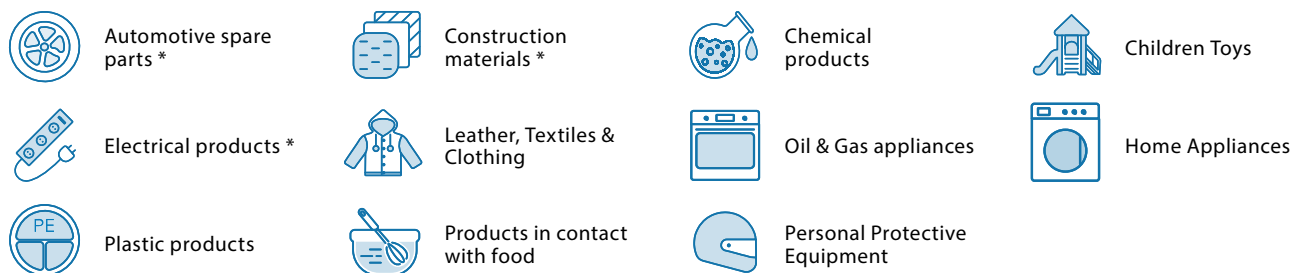 Automotive spare
parts *
Construction
materials *
Chemical
products
Children Toys
Electrical products *
Leather, Textiles &
Clothing
Oil & Gas appliances
Home Appliances
PE
Plastic products
Products in contact
with food
Personal Protective
Equipment